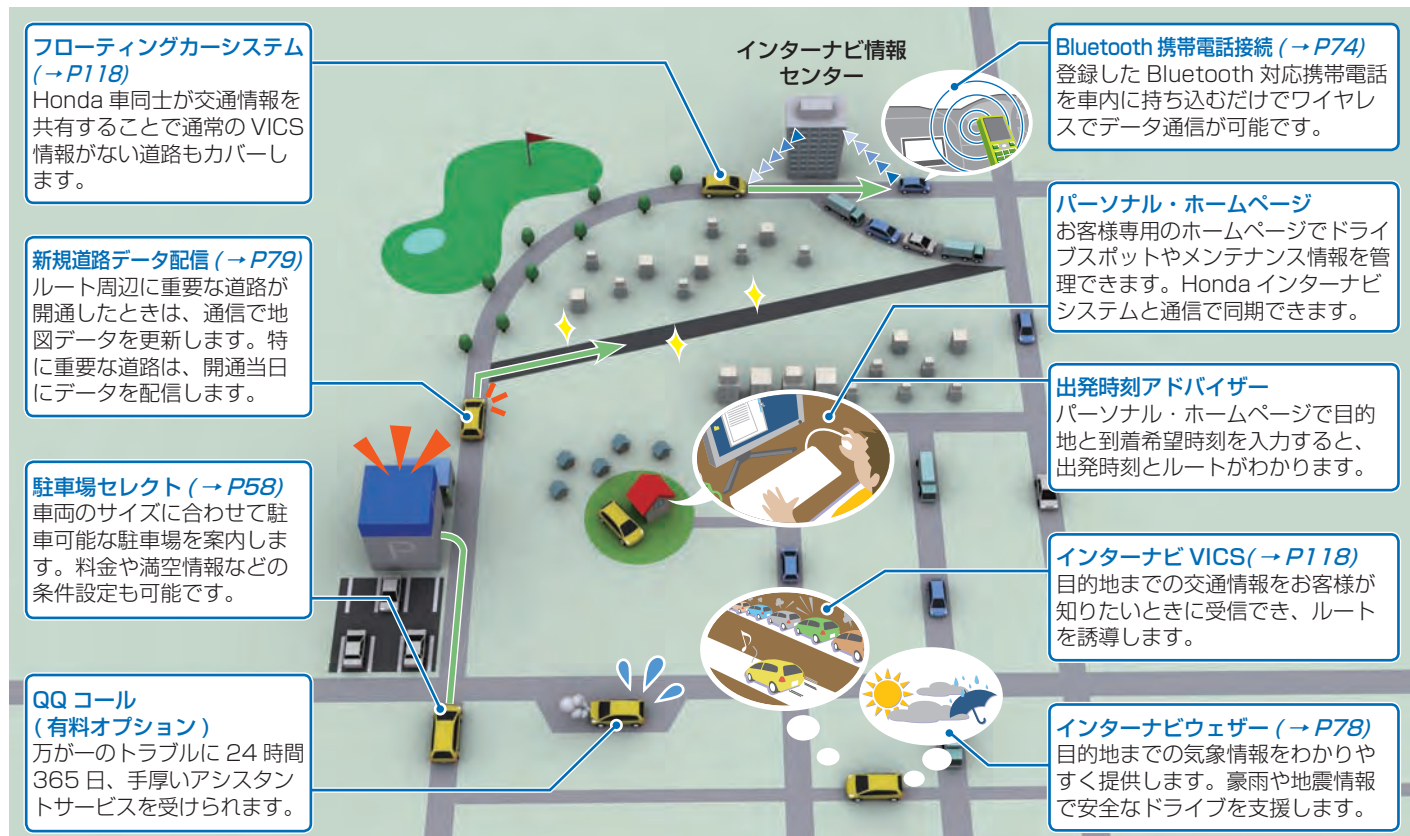 フローティングカーシステム
(→P118)
Honda 車同士が交通情報を
共有することで通常の VICS
情報がない道路もカバーし
ます。
新規道路データ配信 (→P79)
ルート周辺に重要な道路が
開通したときは、通信で地
図データを更新します。特
に重要な道路は、開通当日
にデータを配信します。
駐車場セレクト (→P58)
車両のサイズに合わせて駐
車可能な駐車場を案内しま
す。料金や満空情報などの
条件設定も可能です。
QQ コール
( 有料オプション )
万が一のトラブルに 24 時間
365 日、手厚いアシスタン
トサービスを受けられます。
インターナビ情報
センター
P
Bluetooth 携帯電話接続 (→P74)
登録した Bluetooth 対応携帯電話
を車内に持ち込むだけでワイヤレ
スでデータ通信が可能です。
パーソナル・ホームページ
お客様専用のホームページでドライ
ブスポットやメンテナンス情報を管
理できます。Honda インターナビ
システムと通信で同期できます。
出発時刻アドバイザー
パーソナル・ホームページで目的
地と到着希望時刻を入力すると、
出発時刻とルートがわかります。
インターナビ VICS(→P118)
目的地までの交通情報をお客様が
知りたいときに受信でき、ルート
を誘導します。
インターナビウェザー (→P78)
目的地までの気象情報をわかりや
すく提供します。豪雨や地震情報
で安全なドライブを支援します。